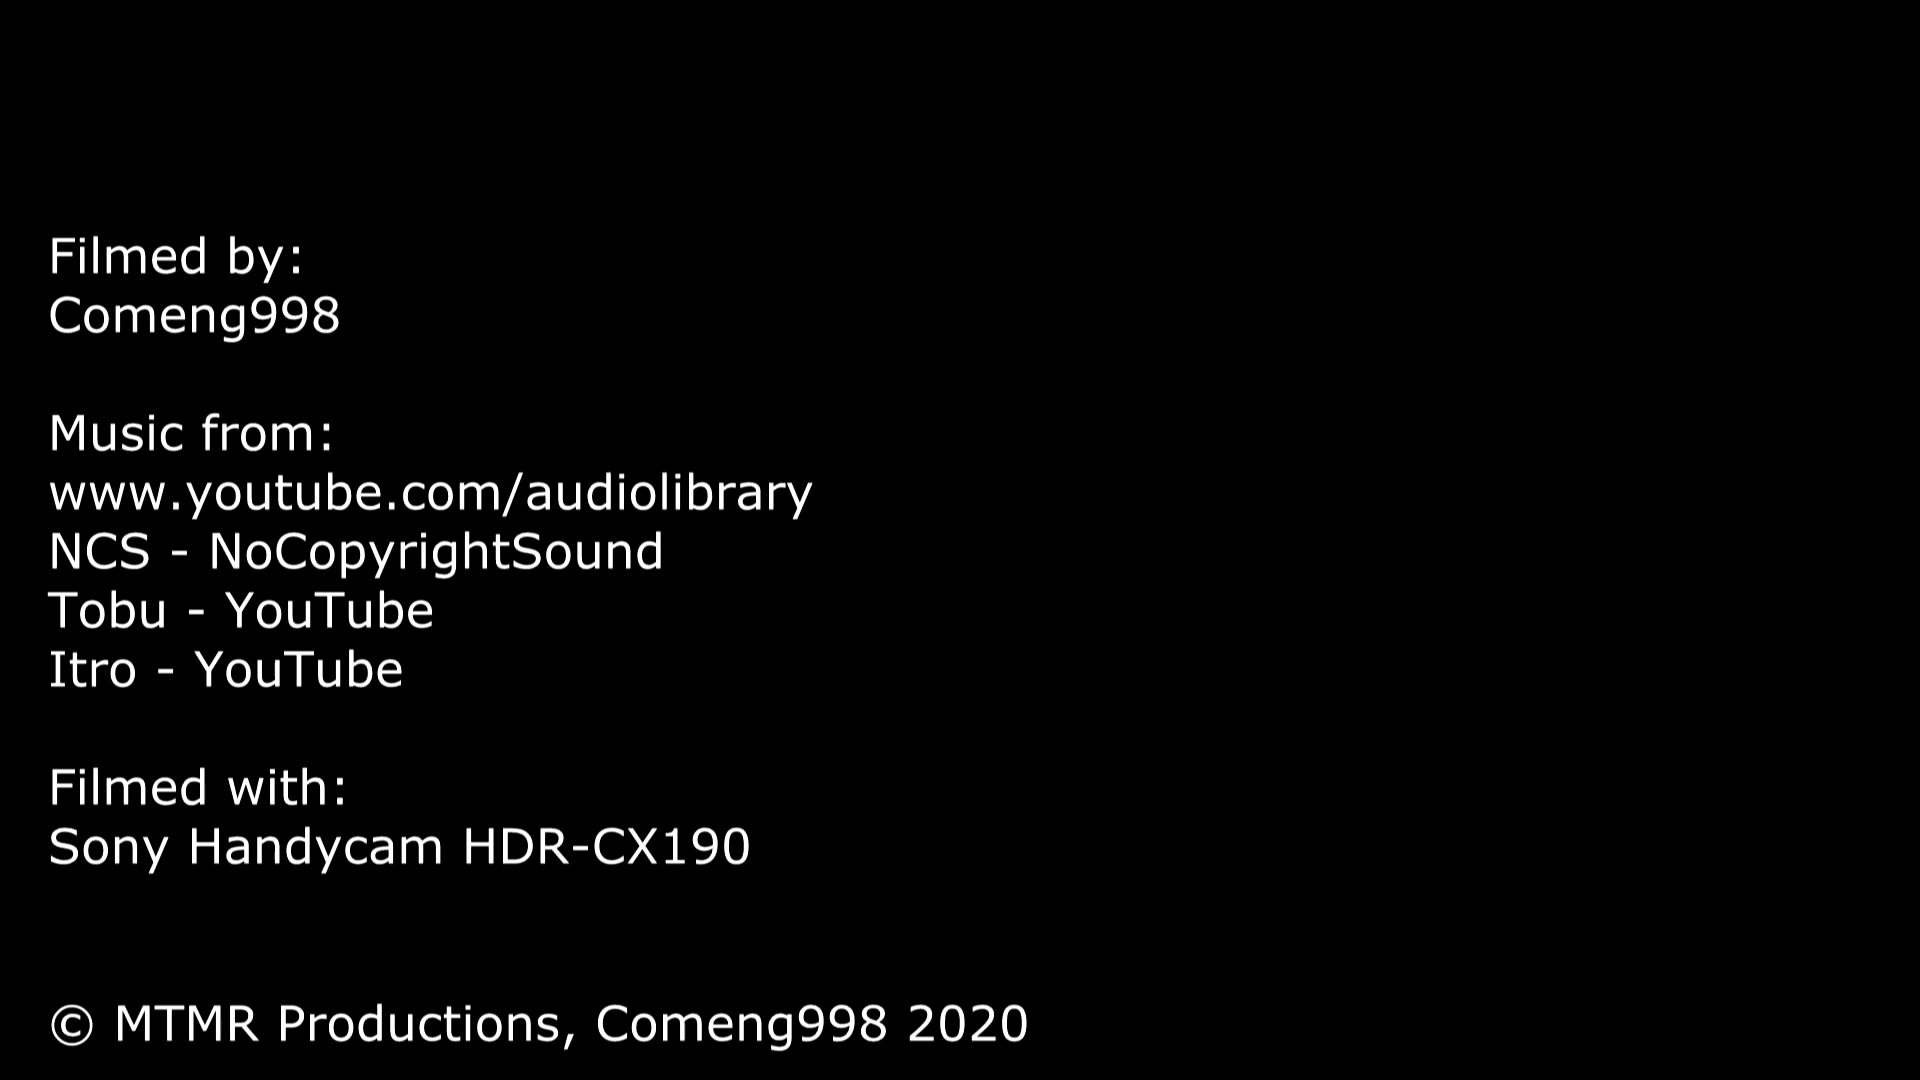 Filmed by:
Comeng998
Music from:
www.youtube.com/audiolibrary
NCS - NoCopyrightSound
Tobu - YouTube
Itro - YouTube
Filmed with:
Sony Handycam HDR-CX190
© MTMR Productions, Comeng998 2020